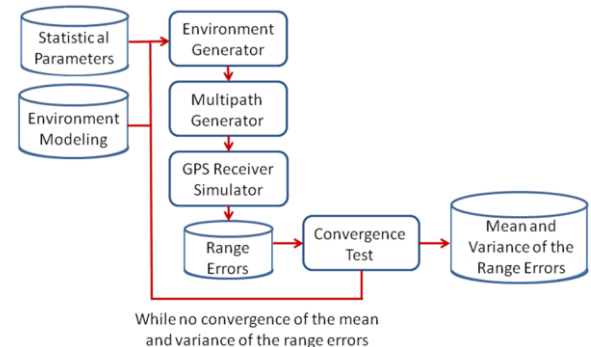 Statistical
Parameters
Environment
Generator
Environment
Modeling
Multipath
Generator
GPS Receiver
Simulator
Range
Errors
Convergence
Test
Mean and
Variance of the
Range Errors
While no convergence of the mean
and variance of the range errors